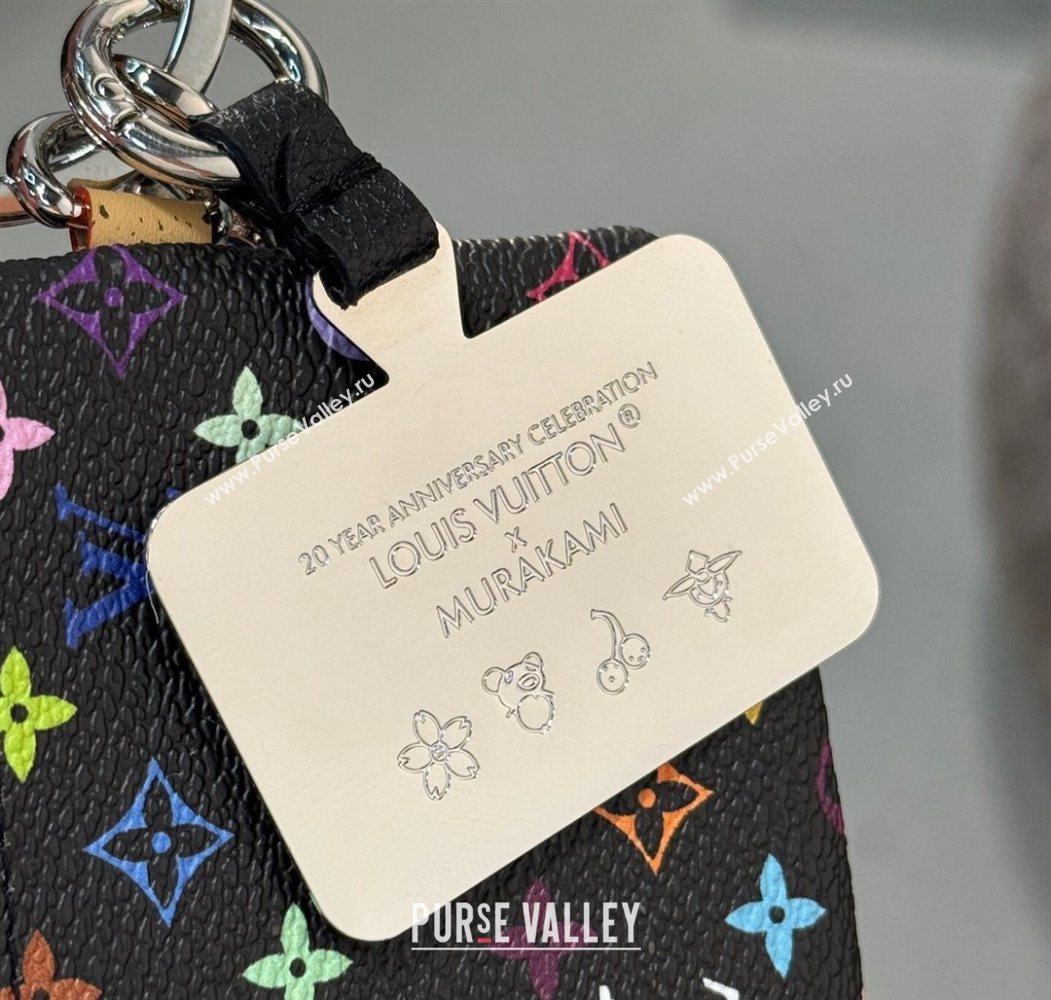 20 YEAR ANNIVERSARY CELEBRATION
LOUIS VUITTON®
x
MURAKAMI
www.PurseValley.ru
www.PurseValley.ru
PURSE VALLEY